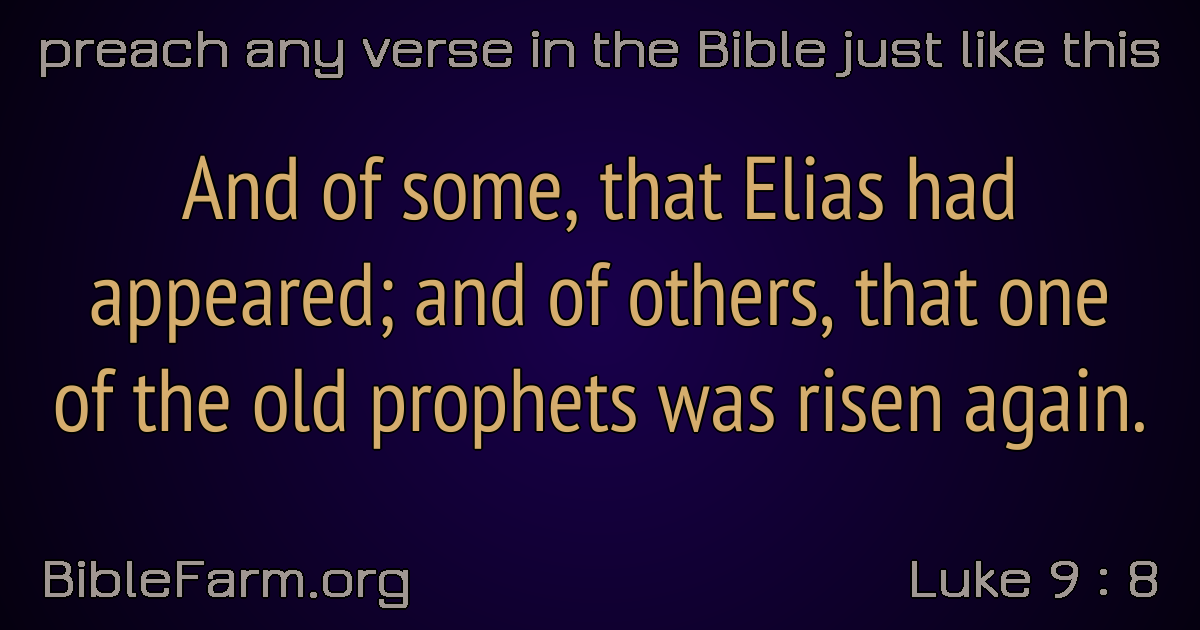 preach any verse in the Bible just like this
And of some, that Elias had
appeared; and of others, that one
of the old prophets was risen again.
BibleFarm.org
Luke 9 : 8